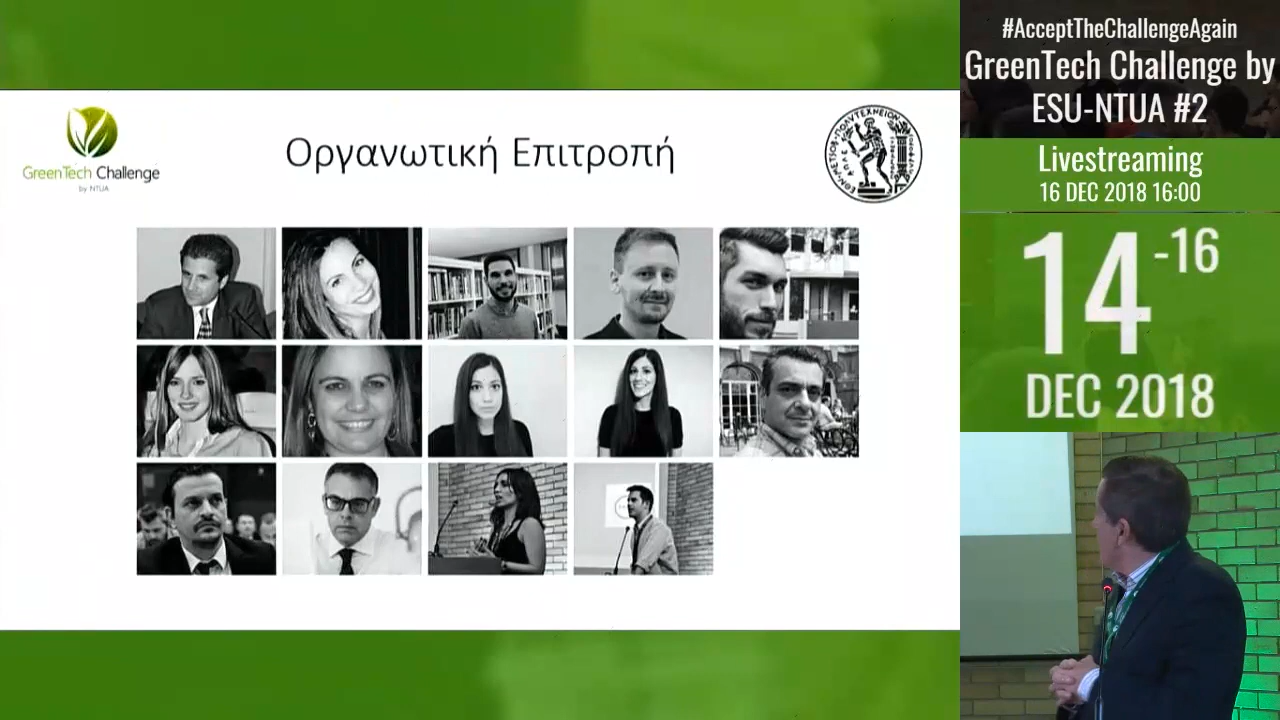 GreenTech Challenge
by NTUA
Οργανωτική Επιτροπή
#AcceptTheChallengeAgain
GreenTech Challenge by
ESU-NTUA #2
Livestreaming
16 DEC 2018 16:00
14-16
DEC 2018